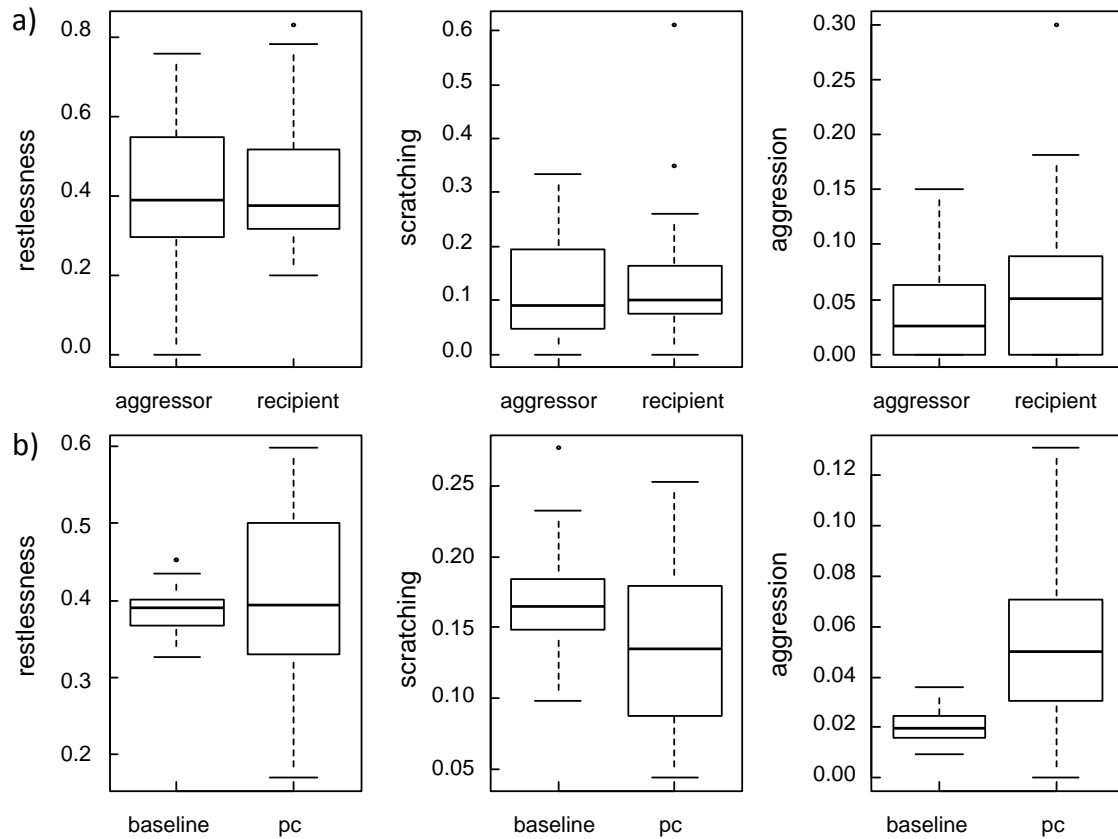 a)
restlessness
0.8
0.6
0.4
0.2
0.0
aggressor recipient
scratching
0.6
0.5
0.4
0.3
0.2
0.1
0.0
aggressor recipient
aggression
0.30
0.25
0.20
0.15
0.10
0.05
0.00
aggressor recipient
b)
restlessness
0.6
0.5
0.4
0.3
0.2
baseline pc
scratching
0.25
0.20
0.15
0.10
0.05
baseline pc
aggression
0.12
0.10
0.08
0.06
0.04
0.02
0.00
baseline pc